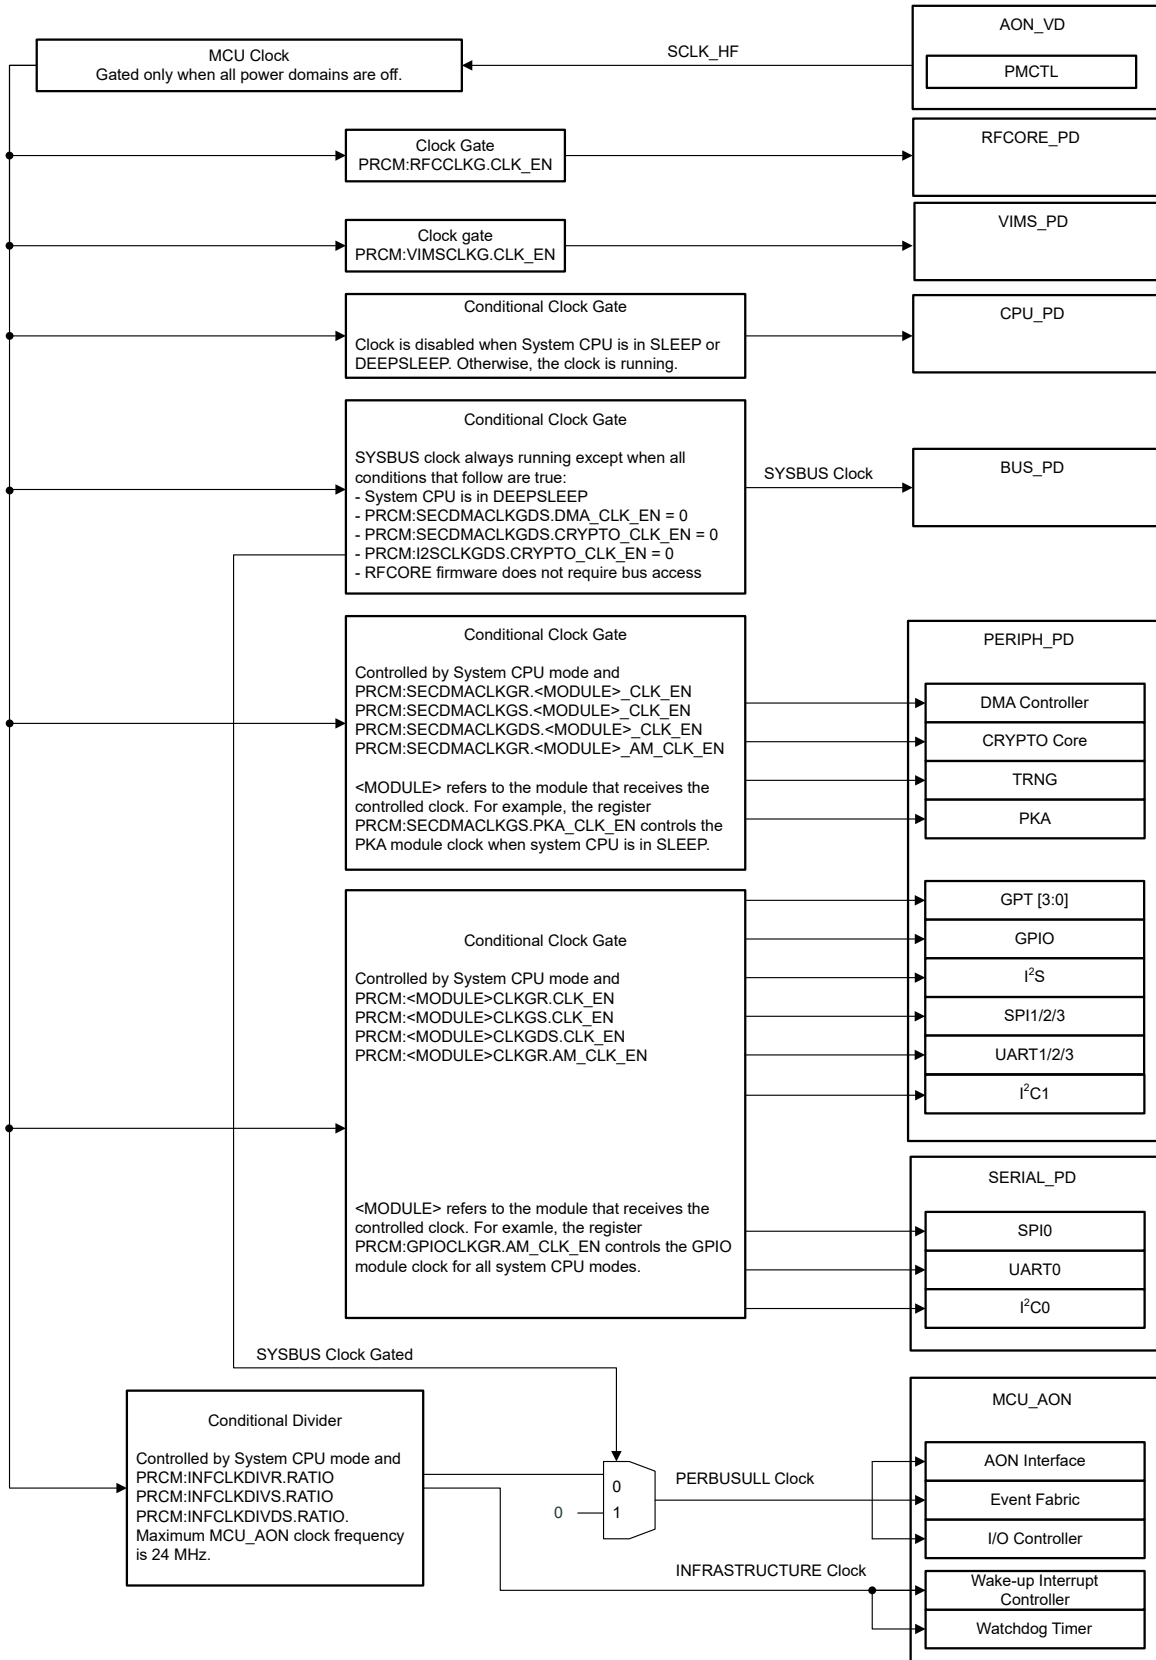 AON_VD
PMCTL
SCLK_HF
MCU Clock
Gated only when all power domains are off.
Clock Gate
PRCM:RFCCLKG.CLK_EN
RFCORE_PD
Clock gate
PRCM:VIMSCLKG.CLK_EN
VIMS_PD
Conditional Clock Gate
Clock is disabled when System CPU is in SLEEP or
DEEPSLEEP. Otherwise, the clock is running.
CPU_PD
Conditional Clock Gate
SYSBUS clock always running except when all
conditions that follow are true:
- System CPU is in DEEPSLEEP
- PRCM:SECDMACLKGDS.DMA_CLK_EN = 0
- PRCM:SECDMACLKGDS.CRYPTO_CLK_EN = 0
- PRCM:I2SCLKGDS.CRYPTO_CLK_EN = 0
- RFCORE firmware does not require bus access
SYSBUS Clock
BUS_PD
Conditional Clock Gate
Controlled by System CPU mode and
PRCM:SECDMACLKGR.<MODULE>_CLK_EN
PRCM:SECDMACLKGS.<MODULE>_CLK_EN
PRCM:SECDMACLKGDS.<MODULE>_CLK_EN
PRCM:SECDMACLKGR.<MODULE>_AM_CLK_EN
<MODULE> refers to the module that receives the
controlled clock. For example, the register
PRCM:SECDMACLKGS.PKA_CLK_EN controls the
PKA module clock when system CPU is in SLEEP.
PERIPH_PD
DMA Controller
CRYPTO Core
TRNG
PKA
GPT [3:0]
GPIO
I²S
SPI1/2/3
UART1/2/3
I²C1
Conditional Clock Gate
Controlled by System CPU mode and
PRCM:<MODULE>CLKGR.CLK_EN
PRCM:<MODULE>CLKGS.CLK_EN
PRCM:<MODULE>CLKGDS.CLK_EN
PRCM:<MODULE>CLKGR.AM_CLK_EN
<MODULE> refers to the module that receives the
controlled clock. For examle, the register
PRCM:GPIOCLKGR.AM_CLK_EN controls the GPIO
module clock for all system CPU modes.
SERIAL_PD
SPI0
UART0
I²C0
SYSBUS Clock Gated
Conditional Divider
Controlled by System CPU mode and
PRCM:INFCLKDIVR.RATIO
PRCM:INFCLKDIVS.RATIO
PRCM:INFCLKDIVDS.RATIO.
Maximum MCU_AON clock frequency
is 24 MHz.
0
0
1
PERBUSULL Clock
INFRASTRUCTURE Clock
MCU_AON
AON Interface
Event Fabric
I/O Controller
Wake-up Interrupt
Controller
Watchdog Timer